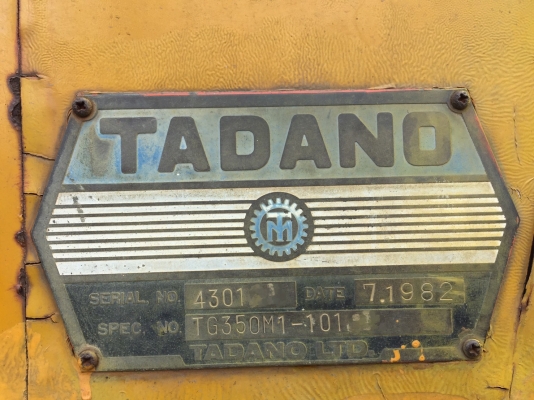 TADANO
SERIAL. NO. 4301 DATE 7.1982
SPEC. NO. TG350M1-101
TADANO LTD.